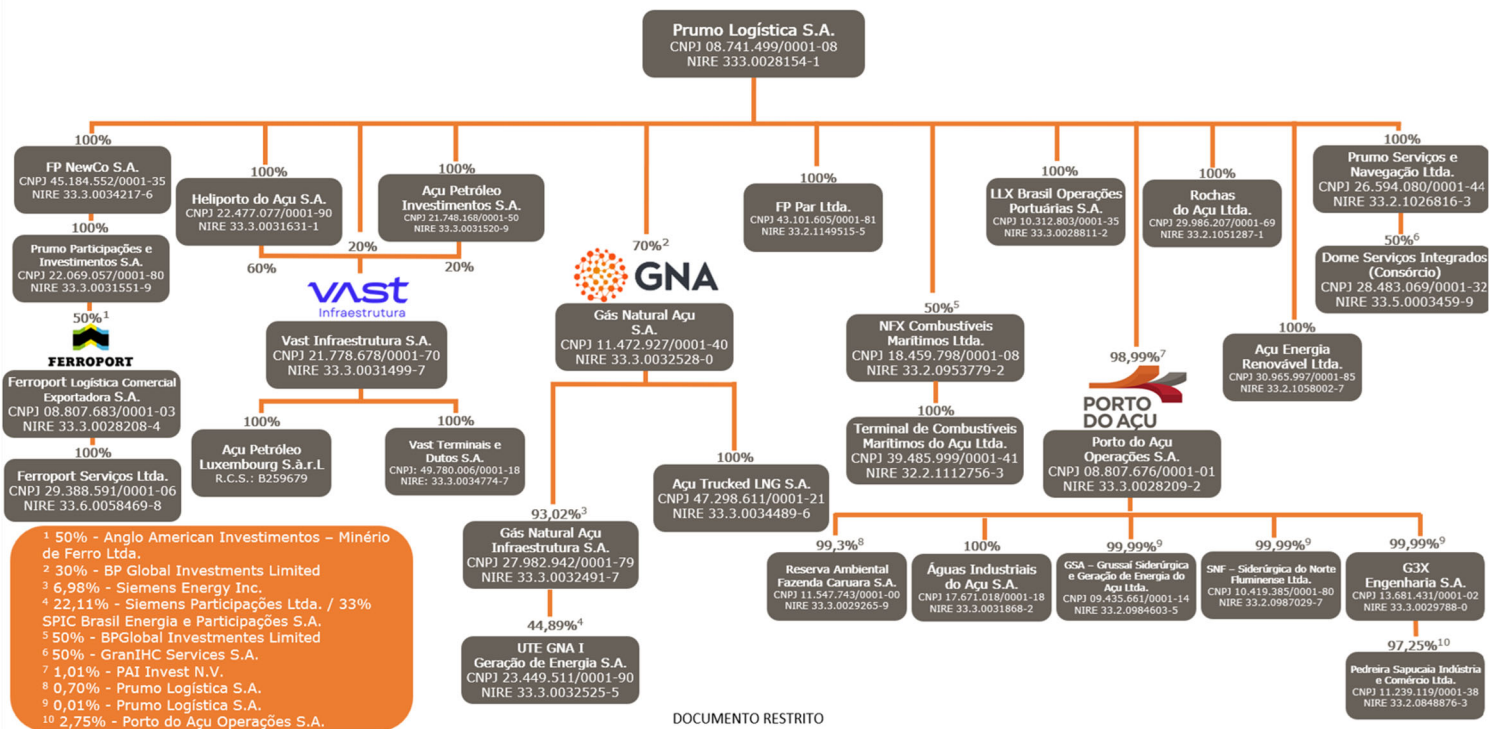 Prumo Logística S.A.
CNPJ 08.741.499/0001-08
NIRE 333.0028154-1
100%
FP NewCo S.A.
CNPJ 45.184.552/0001-35
NIRE 33.3.0034217-6
100%
Prumo Participações e
Investimentos S.A.
CNPJ 22.069.057/0001-80
NIRE 33.3.0031551-9
50%1
FERROPORT
Ferroport Logística Comercial
Exportadora S.A.
CNPJ 08.807.683/0001-03
NIRE 33.3.0028208-4
100%
Ferroport Serviços Ltda.
CNPJ 29.388.591/0001-06
NIRE 33.6.0058469-8
100%
Heliporto do Açu S.A.
CNPJ 22.477.077/0001-90
NIRE 33.3.0031631-1
100%
Açu Petróleo
Investimentos S.A.
CNPJ 21.748.168/0001-50
NIRE 33.3.0031520-9
20%
60%
20%
VAST
Infraestrutura
Vast Infraestrutura S.A.
CNPJ 21.778.678/0001-70
NIRE 33.3.0031499-7
100%
Açu Petróleo
Luxembourg S.à.r.L
R.C.S.: B259679
100%
Vast Terminais e
Dutos S.A.
CNPJ: 49.780.006/0001-18
NIRE: 33.3.0034774-7
70%2
GNA
Gás Natural Açu
S.A.
CNPJ 11.472.927/0001-40
NIRE 33.3.0032528-0
93,02%3
Gás Natural Açu
Infraestrutura S.A.
CNPJ 27.982.942/0001-79
NIRE 33.3.0032491-7
44,89%4
UTE GNA I
Geração de Energia S.A.
CNPJ 23.449.511/0001-90
NIRE 33.3.0032525-5
100%
Açu Trucked LNG S.A.
CNPJ 47.298.611/0001-21
NIRE 33.3.0034489-6
100%
FP Par Ltda.
CNPJ 43.101.605/0001-81
NIRE 33.2.1149515-5
50%5
NFX Combustíveis
Marítimos Ltda.
CNPJ 18.459.798/0001-08
NIRE 33.2.0953779-2
100%
Terminal de Combustíveis
Marítimos do Açu Ltda.
CNPJ 39.485.999/0001-41
NIRE 32.2.1112756-3
100%
LLX Brasil Operações
Portuárias S.A.
CNPJ 10.312.803/0001-35
NIRE 33.3.0028811-2
98,99%7
PORTO
DO AÇU
Porto do Açu
Operações S.A.
CNPJ 08.807.676/0001-01
NIRE 33.3.0028209-2
100%
Rochas
do Açu Ltda.
CNPJ 29.986.207/0001-69
NIRE 33.2.1051287-1
100%
Açu Energia
Renovável Ltda.
CNPJ 30.965.997/0001-85
NIRE 33.2.1058002-7
100%
Prumo Serviços e
Navegação Ltda.
CNPJ 26.594.080/0001-44
NIRE 33.2.1026816-3
50%6
Dome Serviços Integrados
(Consórcio)
CNPJ 28.483.069/0001-32
NIRE 33.5.0003459-9
99,3%8
Reserva Ambiental
Fazenda Caruara S.A.
CNPJ 11.547.743/0001-00
NIRE 33.3.0029265-9
100%
Águas Industriais
do Açu S.A.
CNPJ 17.671.018/0001-18
NIRE 33.3.0031868-2
99,99%9
GSA – Grussaí Siderúrgica
e Geração de Energia do
Açu Ltda.
CNPJ 09.435.661/0001-14
NIRE 33.2.0984603-5
99,99%9
SNF – Siderúrgica do Norte
Fluminense Ltda.
CNPJ 10.419.385/0001-80
NIRE 33.2.0987029-7
99,99%9
G3X
Engenharia S.A.
CNPJ 13.681.431/0001-02
NIRE 33.3.0029788-0
97,25%10
Pedreira Sapucaia Indústria
e Comércio Ltda.
CNPJ 11.239.119/0001-38
NIRE 33.2.0848876-3
1 50% - Anglo American Investimentos – Minério
de Ferro Ltda.
2 30% - BP Global Investments Limited
3 6,98% - Siemens Energy Inc.
4 22,11% - Siemens Participações Ltda. / 33%
SPIC Brasil Energia e Participações S.A.
5 50% - BPGlobal Investmentes Limited
6 50% - GranIHC Services S.A.
7 1,01% - PAI Invest N.V.
8 0,70% - Prumo Logística S.A.
9 0,01% - Prumo Logística S.A.
10 2,75% - Porto do Açu Operações S.A.
DOCUMENTO RESTRITO